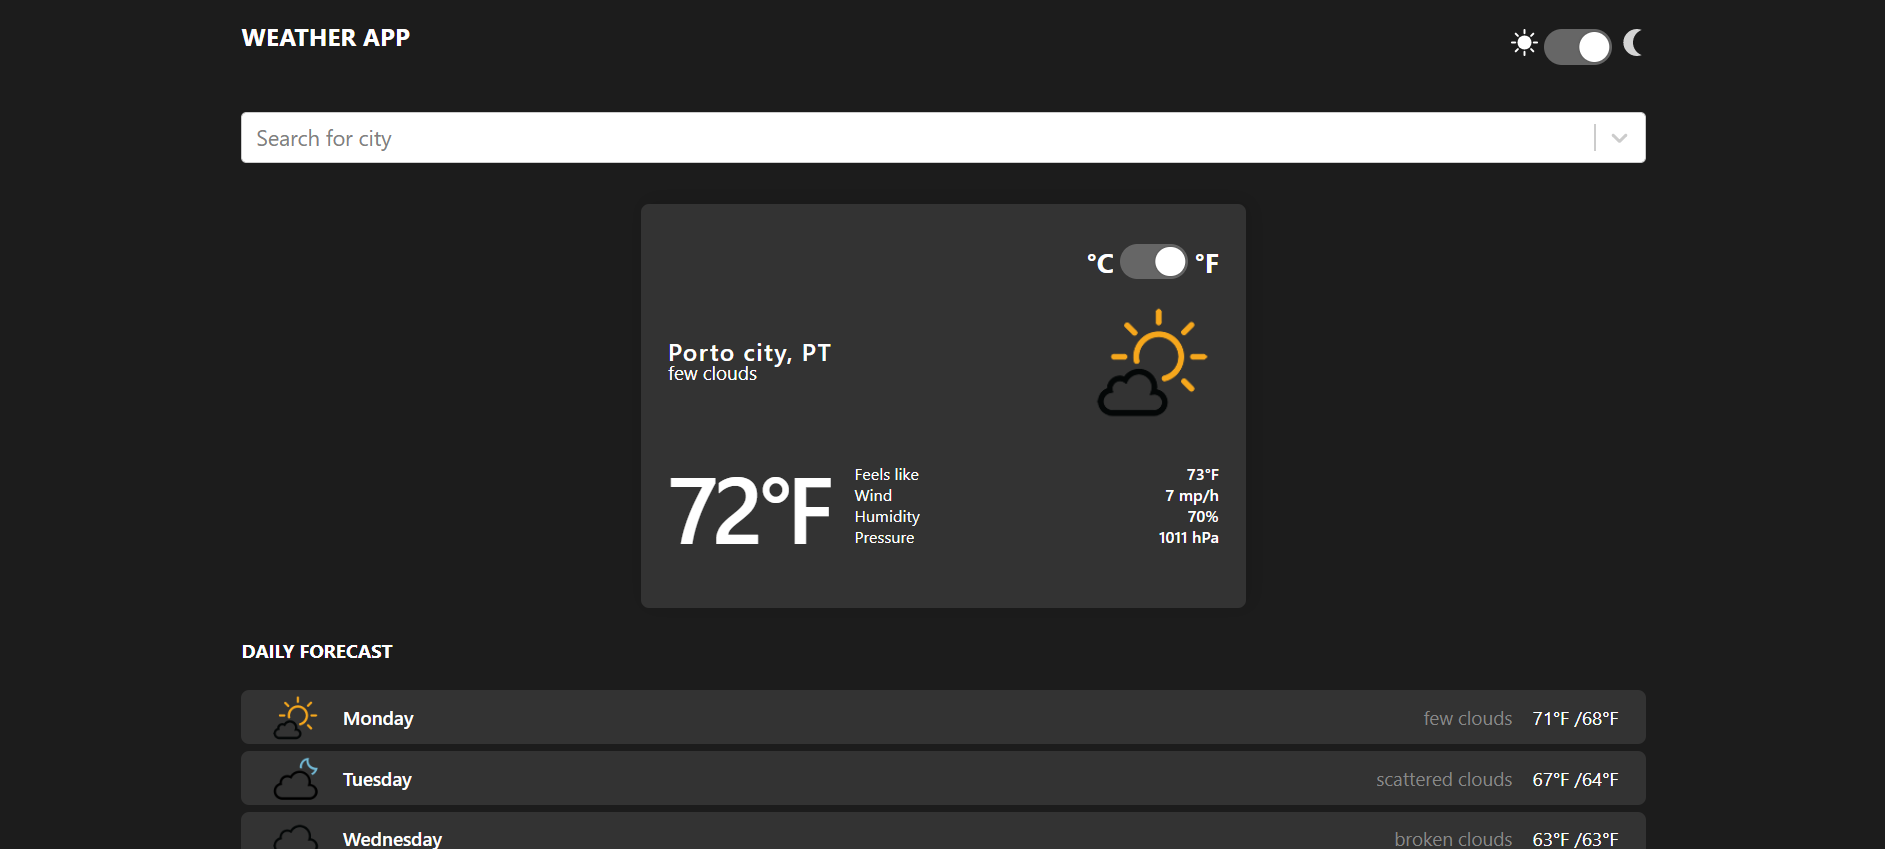 WEATHER APP
Search for city
°C °F
Porto city, PT
few clouds
72°F
Feels like 73°F
Wind 7 mp/h
Humidity 70%
Pressure 1011 hPa
DAILY FORECAST
Monday few clouds 71°F /68°F
Tuesday scattered clouds 67°F /64°F
Wednesday broken clouds 63°F /63°F